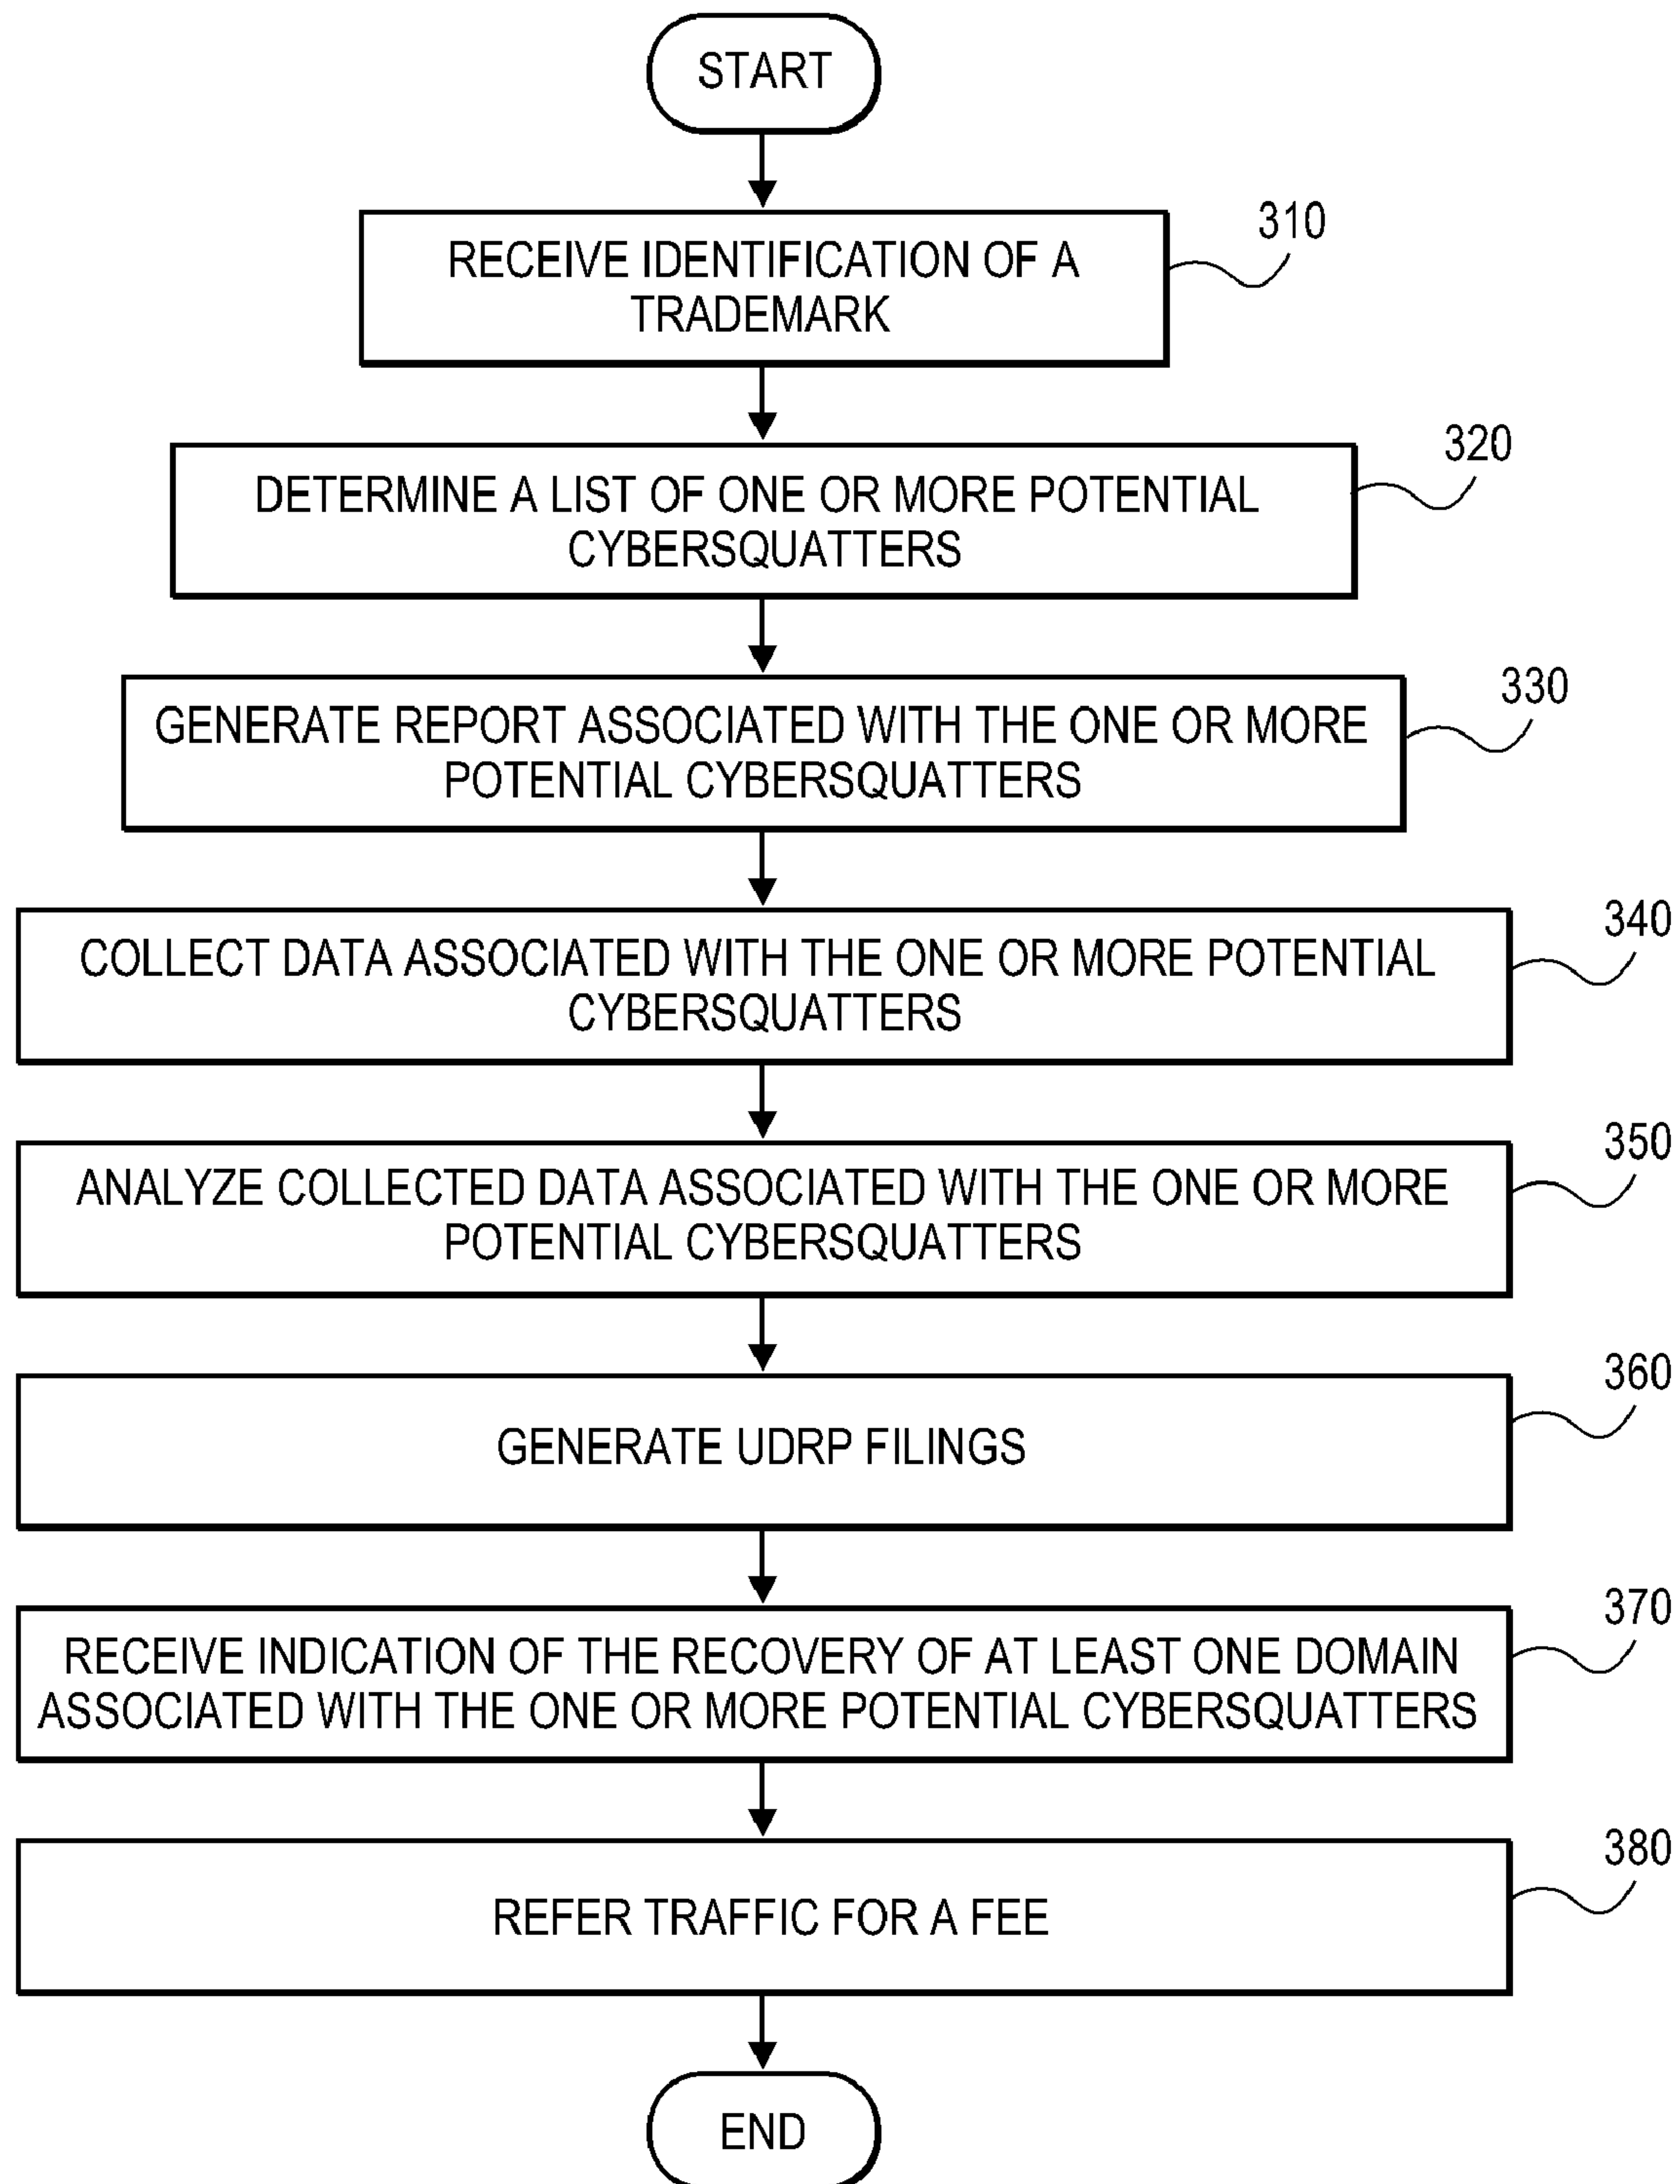 START
310
RECEIVE IDENTIFICATION OF A
TRADEMARK
320
DETERMINE A LIST OF ONE OR MORE POTENTIAL
CYBERSQUATTERS
330
GENERATE REPORT ASSOCIATED WITH THE ONE OR MORE
POTENTIAL CYBERSQUATTERS
340
COLLECT DATA ASSOCIATED WITH THE ONE OR MORE POTENTIAL
CYBERSQUATTERS
350
ANALYZE COLLECTED DATA ASSOCIATED WITH THE ONE OR MORE
POTENTIAL CYBERSQUATTERS
360
GENERATE UDRP FILINGS
370
RECEIVE INDICATION OF THE RECOVERY OF AT LEAST ONE DOMAIN
ASSOCIATED WITH THE ONE OR MORE POTENTIAL CYBERSQUATTERS
380
REFER TRAFFIC FOR A FEE
END